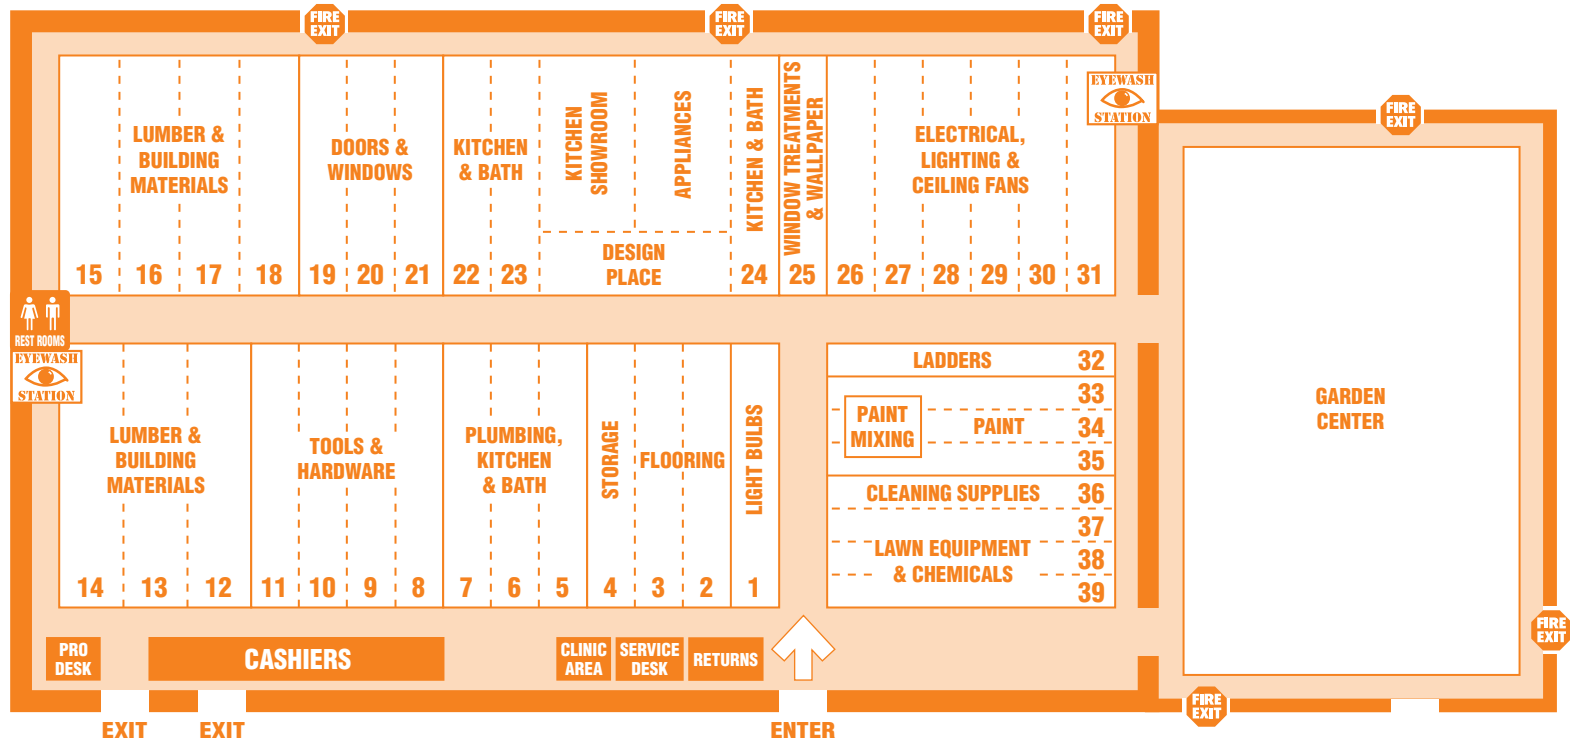 FIRE
EXIT
FIRE
EXIT
FIRE
EXIT
EYEWASH
STATION
FIRE
EXIT
LUMBER &
BUILDING
MATERIALS
DOORS &
WINDOWS
KITCHEN
& BATH
KITCHEN
SHOWROOM
APPLIANCES
KITCHEN & BATH
WINDOW TREATMENTS
& WALLPAPER
ELECTRICAL,
LIGHTING &
CEILING FANS
DESIGN
PLACE
15 16 17 18 19 20 21 22 23 24 25 26 27 28 29 30 31
REST ROOMS
EYEWASH
STATION
LUMBER &
BUILDING
MATERIALS
TOOLS &
HARDWARE
PLUMBING,
KITCHEN
& BATH
STORAGE
FLOORING
LIGHT BULBS
14 13 12 11 10 9 8 7 6 5 4 3 2 1
LADDERS 32
33
PAINT
MIXING
PAINT 34
35
CLEANING SUPPLIES 36
37
LAWN EQUIPMENT
& CHEMICALS
38
39
GARDEN
CENTER
PRO
DESK
CASHIERS
CLINIC
AREA
SERVICE
DESK
RETURNS
FIRE
EXIT
FIRE
EXIT
EXIT
EXIT
ENTER